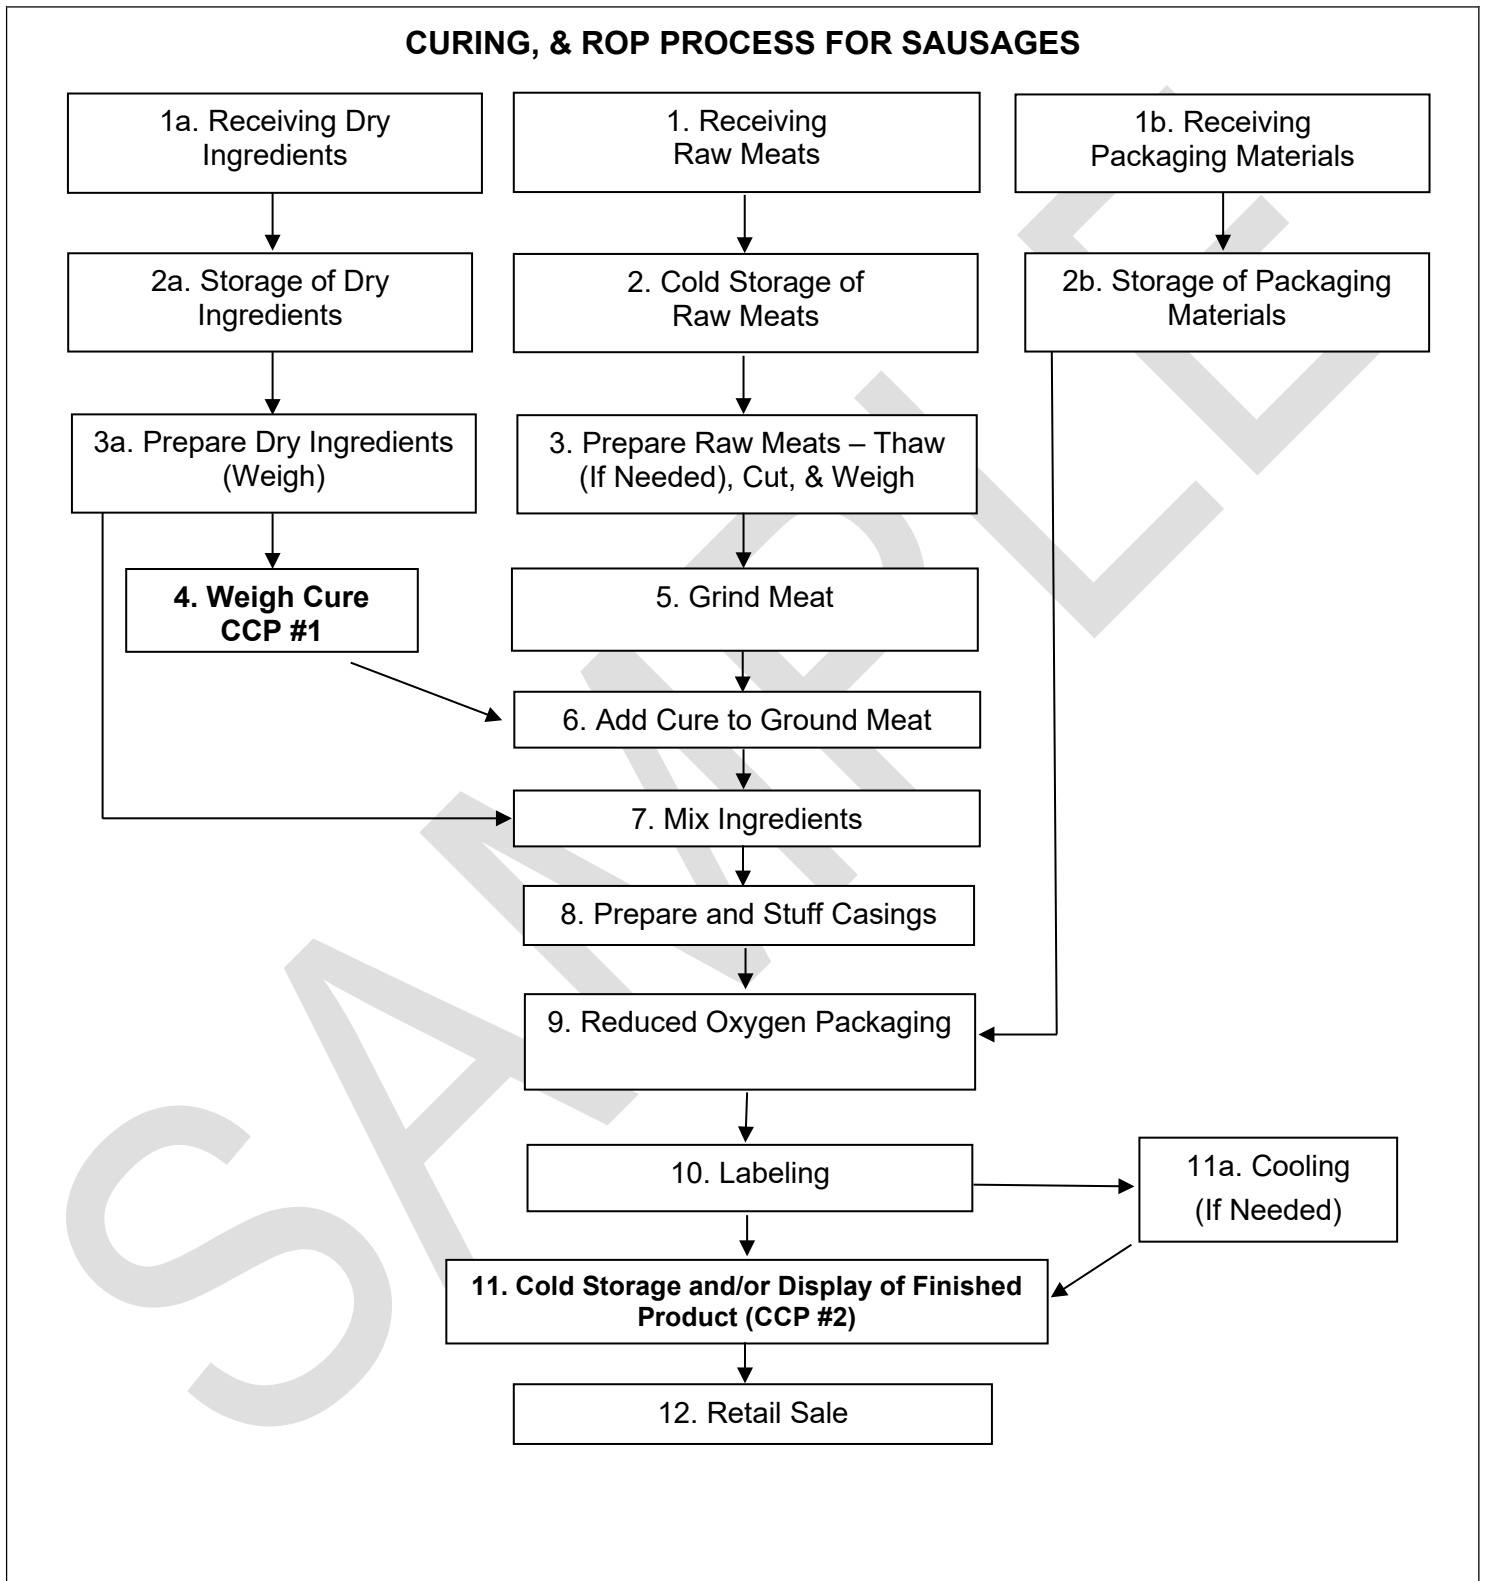 CURING, & ROP PROCESS FOR SAUSAGES
1a. Receiving Dry
Ingredients
1. Receiving
Raw Meats
1b. Receiving
Packaging Materials
2a. Storage of Dry
Ingredients
2. Cold Storage of
Raw Meats
2b. Storage of Packaging
Materials
3a. Prepare Dry Ingredients
(Weigh)
3. Prepare Raw Meats – Thaw
(If Needed), Cut, & Weigh
4. Weigh Cure
CCP #1
5. Grind Meat
6. Add Cure to Ground Meat
7. Mix Ingredients
8. Prepare and Stuff Casings
9. Reduced Oxygen Packaging
10. Labeling
11a. Cooling
(If Needed)
11. Cold Storage and/or Display of Finished
Product (CCP #2)
12. Retail Sale
SAMPLE